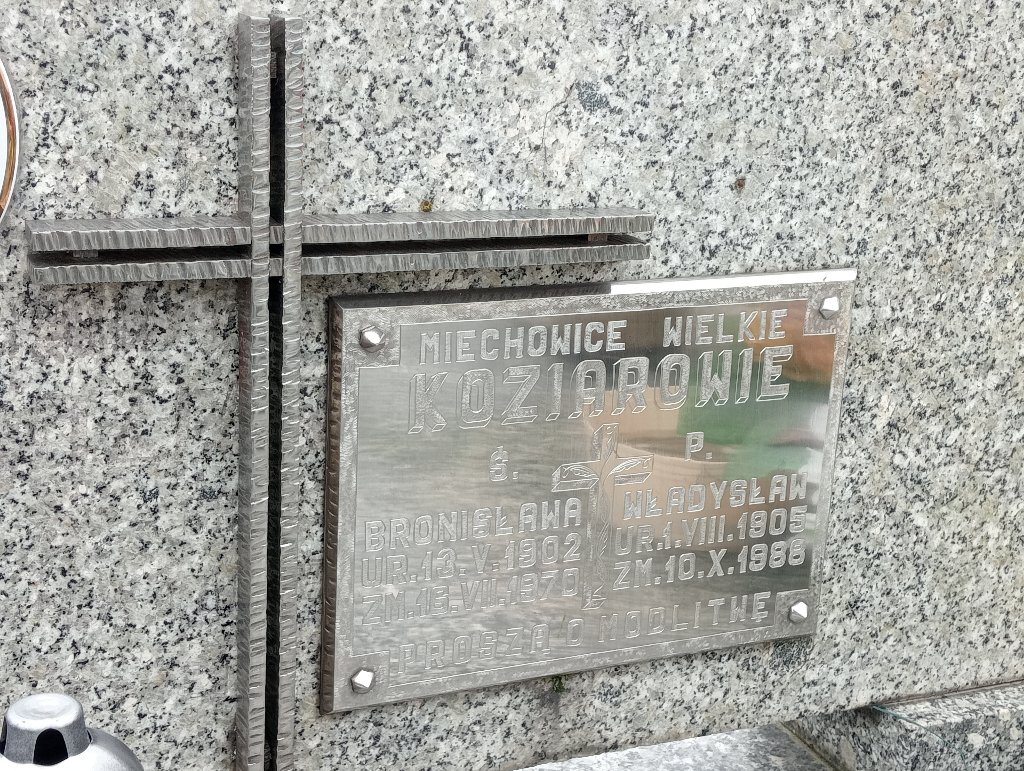 MIECHOWICE WIELKIE
KOZIAROWIE
Ś. P.
BRONISŁAWA
UR.13.V.1902
ZM.16.VII.1970
WŁADYSŁAW
UR.1.VIII.1905
ZM.10.X.1988
PROSZĄ O MODLITWĘ